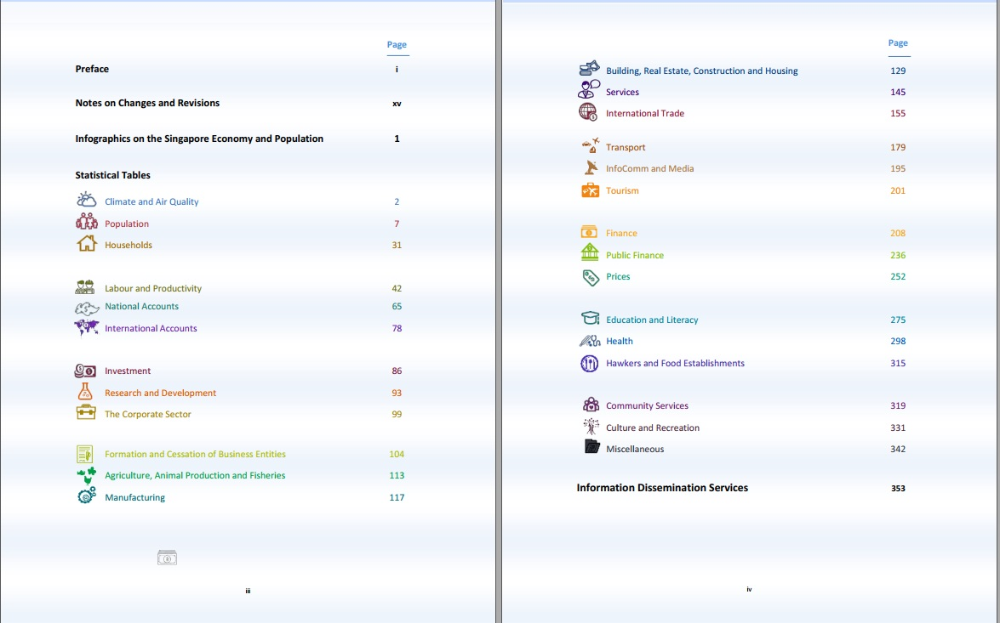 Page
Preface i
Notes on Changes and Revisions xv
Infographics on the Singapore Economy and Population 1
Statistical Tables
Climate and Air Quality 2
Population 7
Households 31
Labour and Productivity 42
National Accounts 65
International Accounts 78
Investment 86
Research and Development 93
The Corporate Sector 99
Formation and Cessation of Business Entities 104
Agriculture, Animal Production and Fisheries 113
Manufacturing 117
iii
Page
Building, Real Estate, Construction and Housing 129
Services 145
International Trade 155
Transport 179
InfoComm and Media 195
Tourism 201
Finance 208
Public Finance 236
Prices 252
Education and Literacy 275
Health 298
Hawkers and Food Establishments 315
Community Services 319
Culture and Recreation 331
Miscellaneous 342
Information Dissemination Services 353
iv